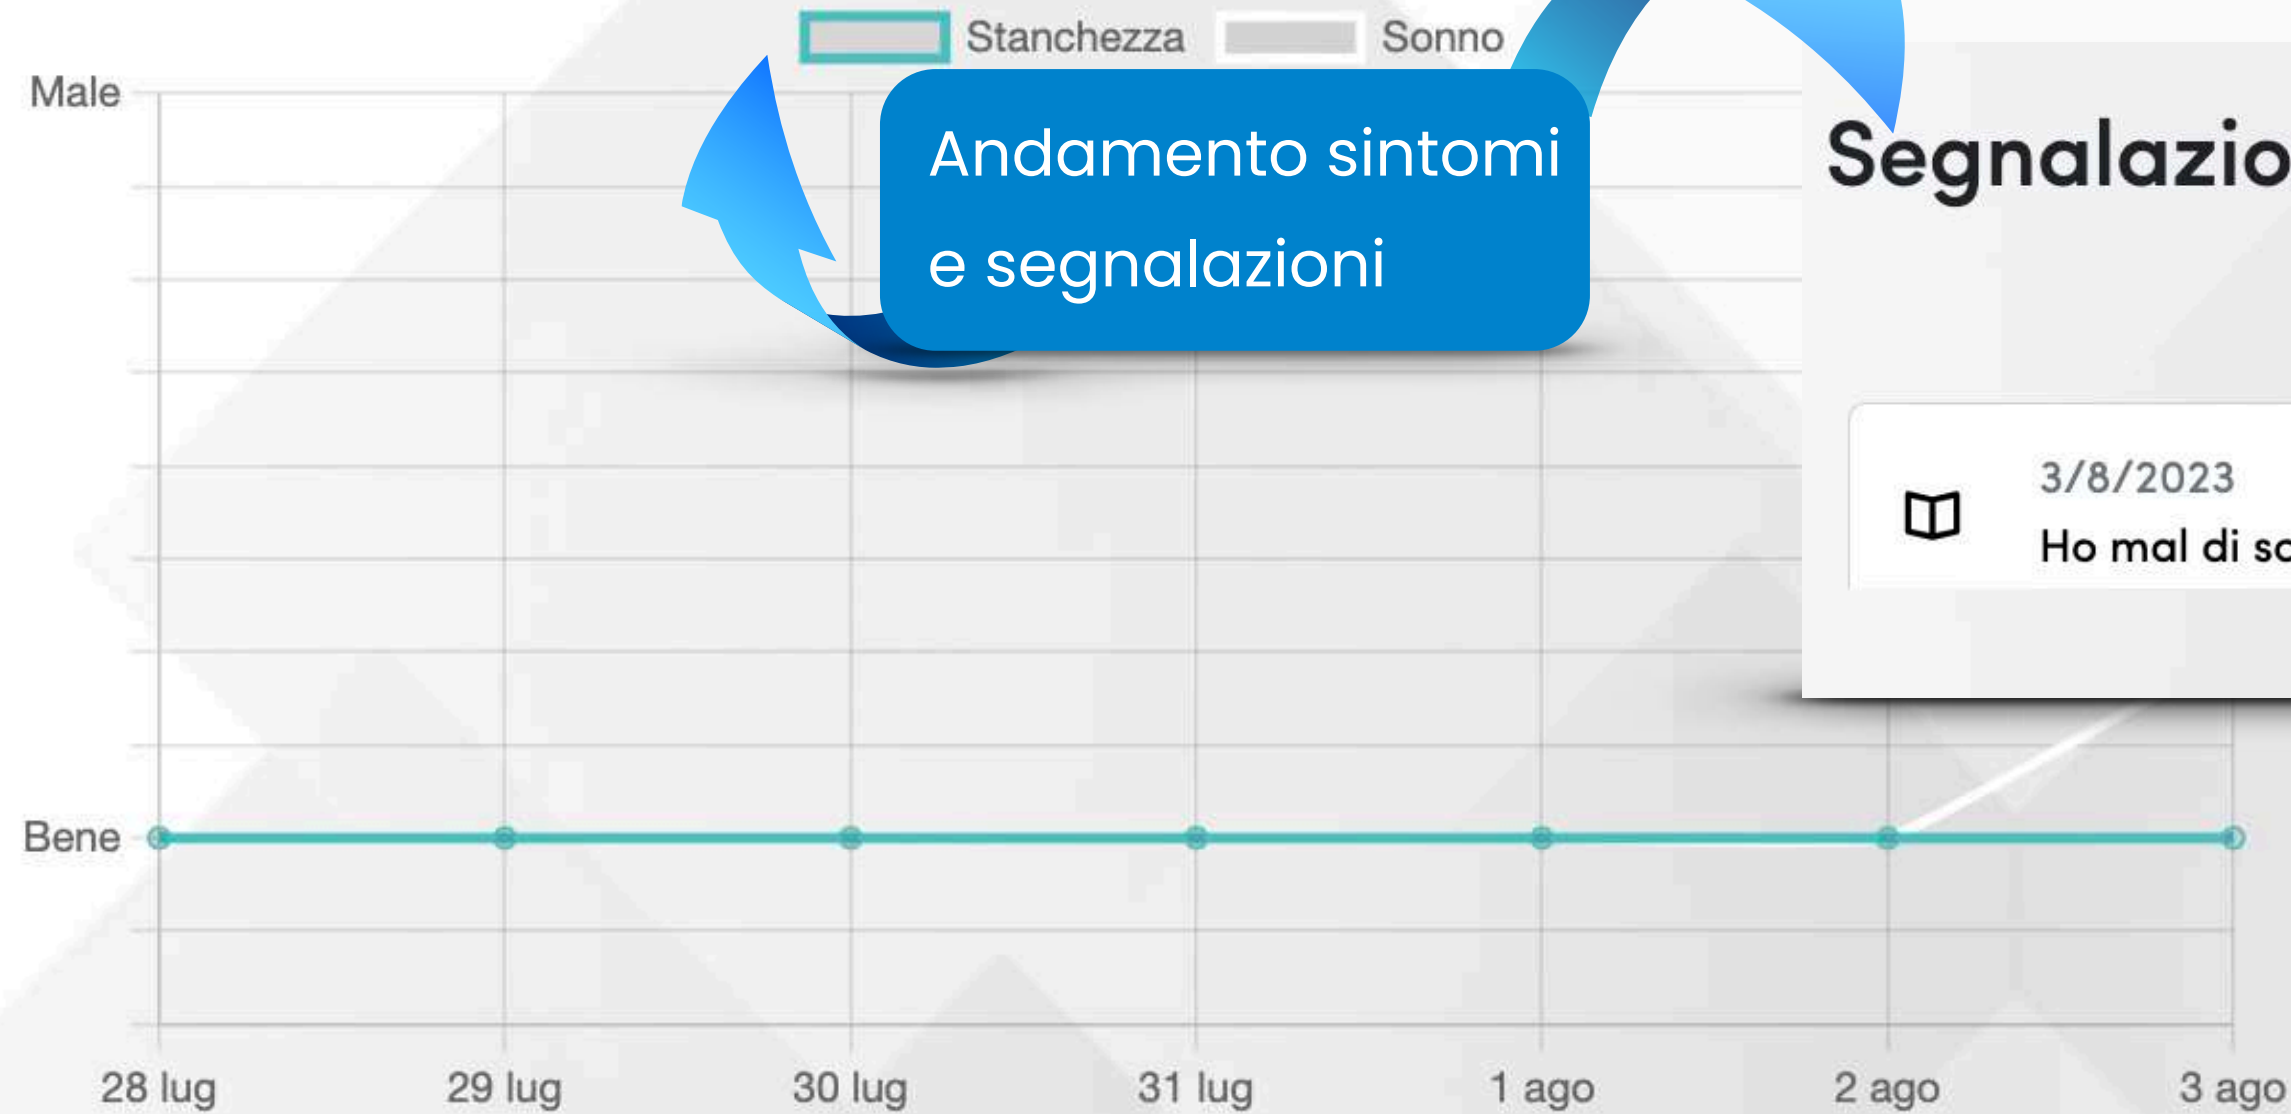 Stanchezza Sonno
Male
Andamento sintomi
e segnalazioni
Segnalazio
3/8/2023
Ho mal di
Bene
28 lug 29 lug 30 lug 31 lug 1 ago 2 ago 3 ago